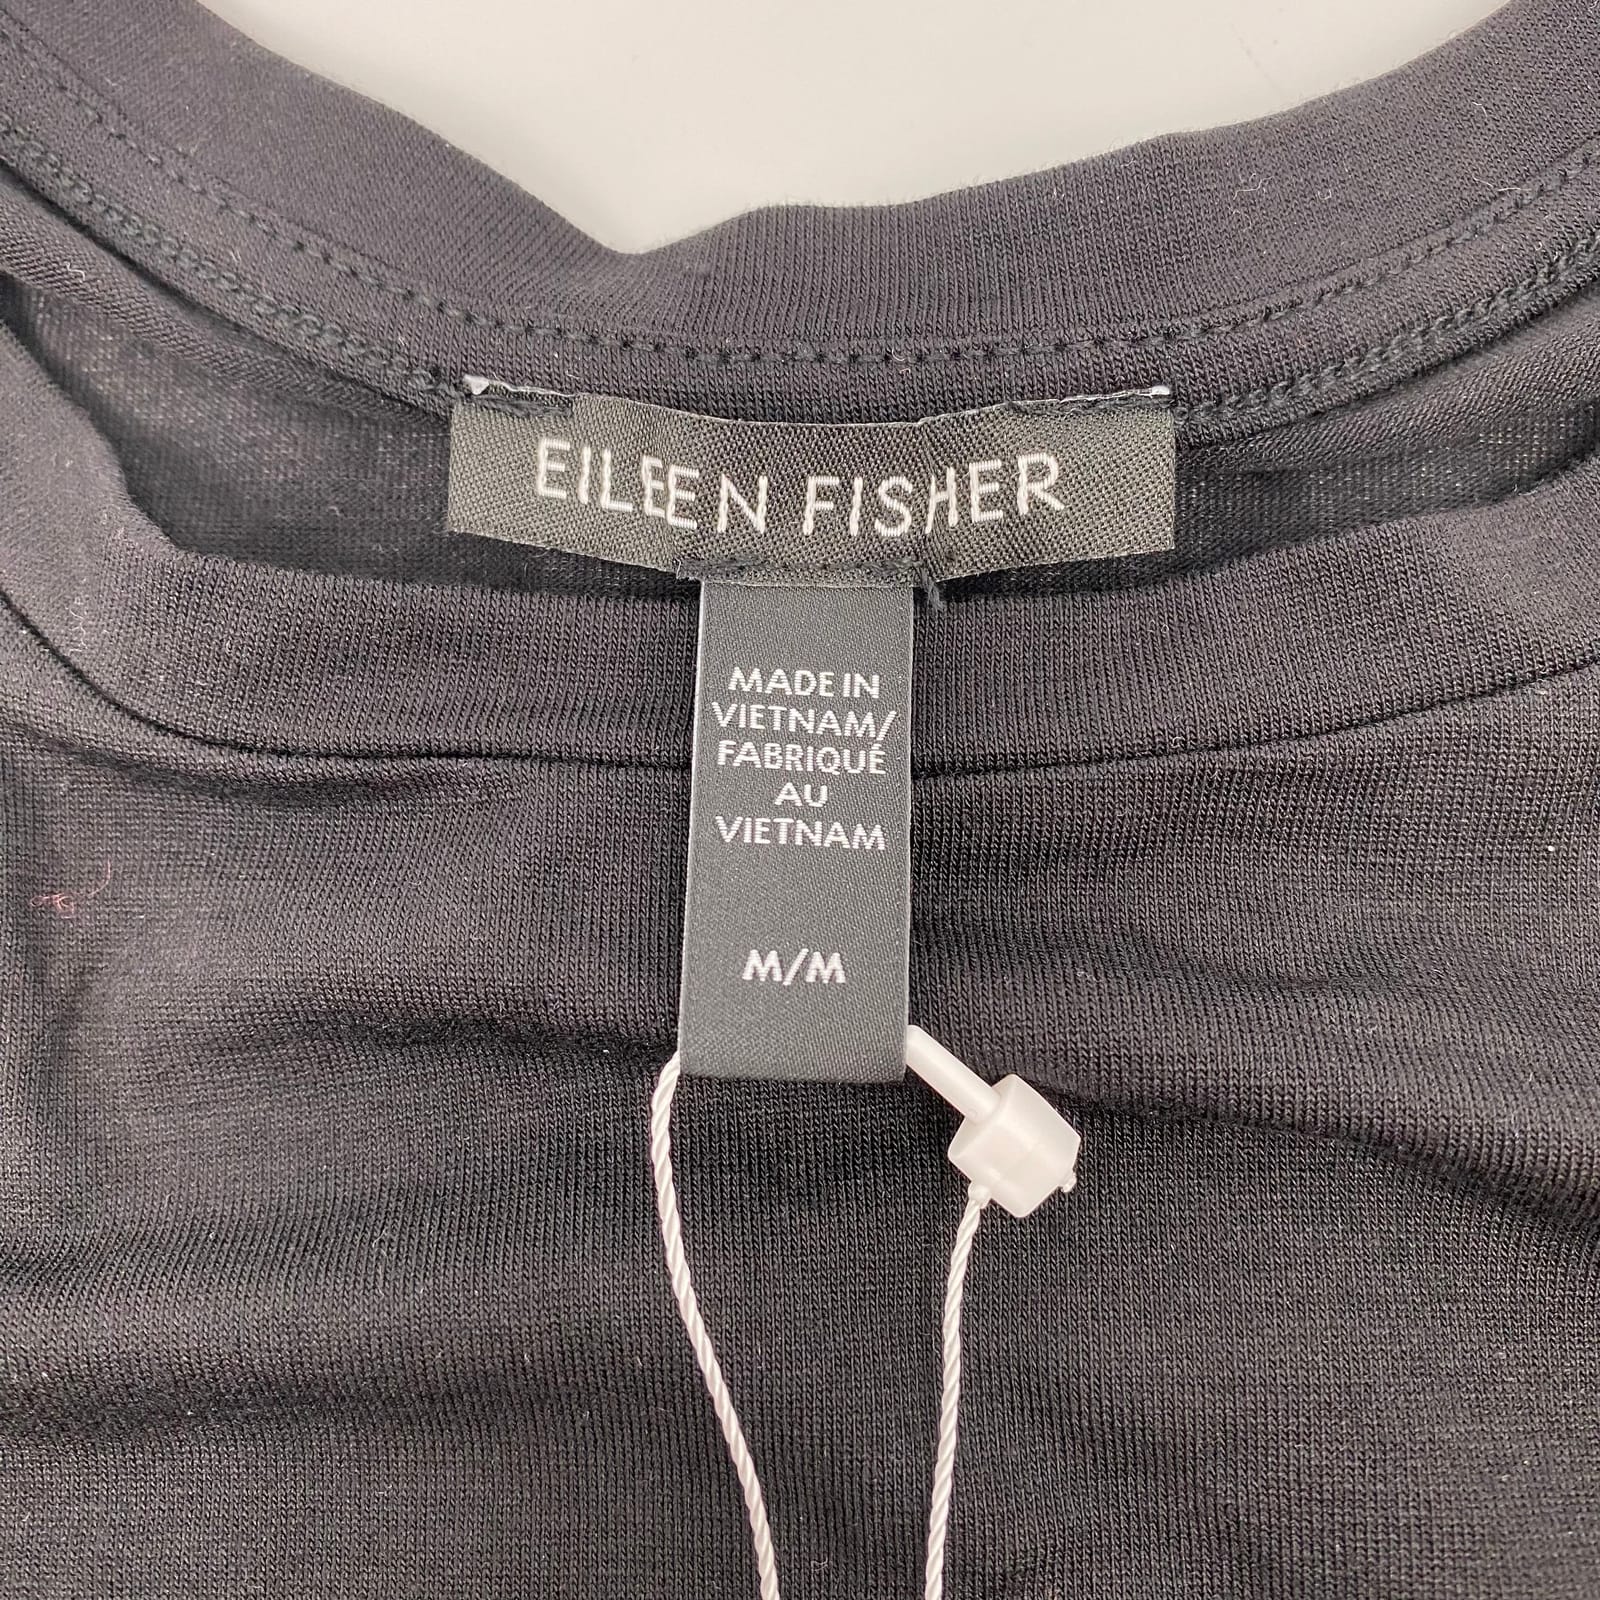 EILEEN FISHER
MADE IN
VIETNAM/
FABRIQUÉ
AU
VIETNAM
M/M